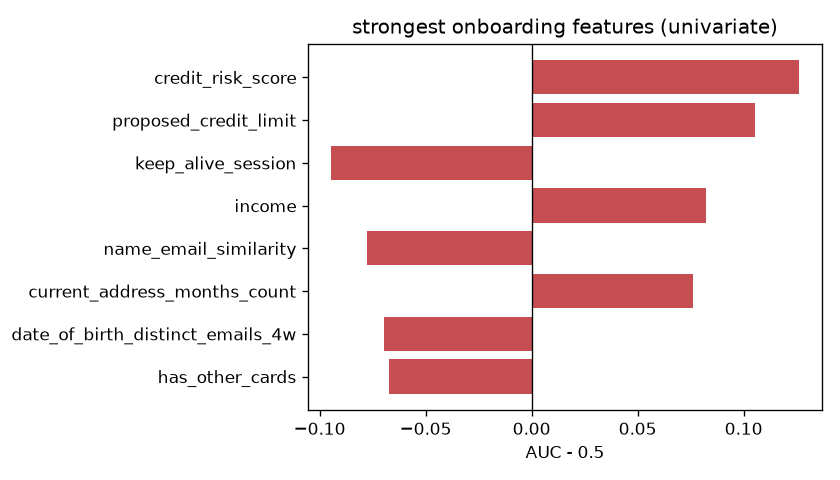 strongest onboarding features (univariate)
credit_risk_score
proposed_credit_limit
keep_alive_session
income
name_email_similarity
current_address_months_count
date_of_birth_distinct_emails_4w
has_other_cards
−0.10 −0.05 0.00 0.05 0.10
AUC - 0.5